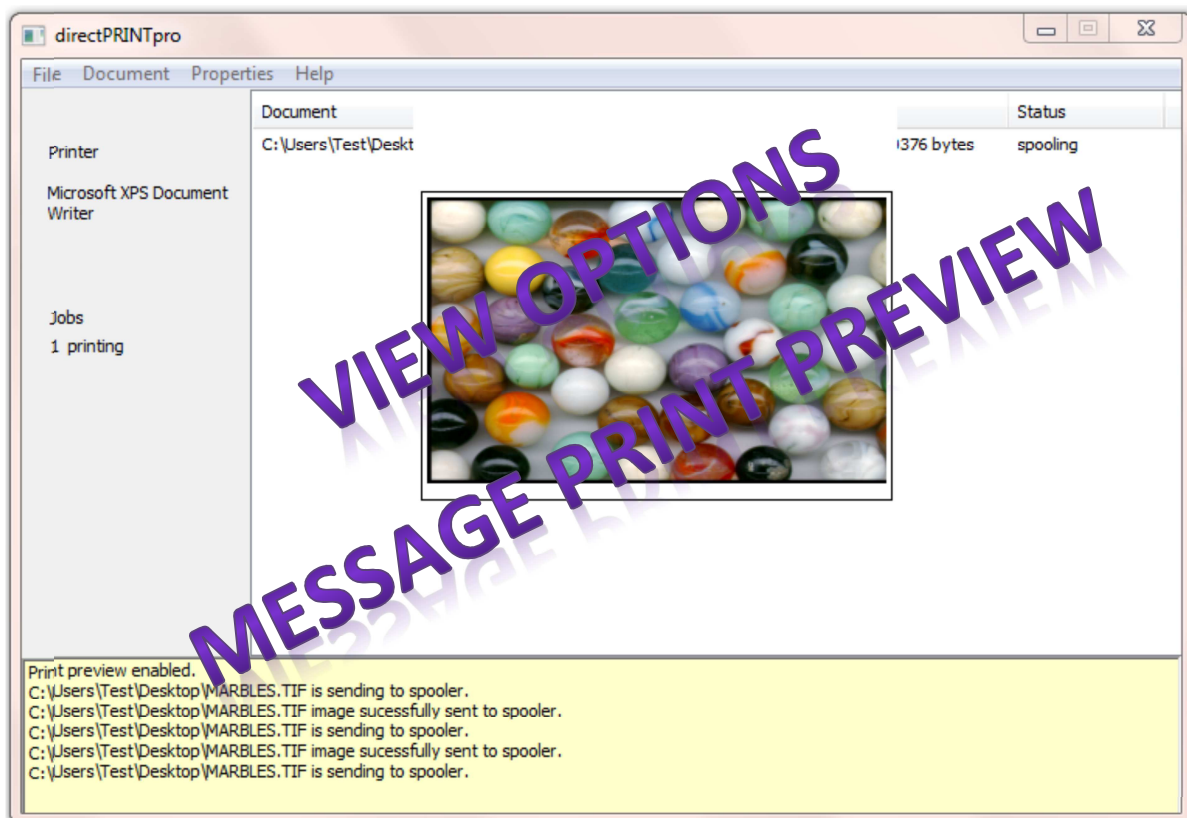 directPRINTpro
File Document Properties Help
Document Status
C:\Users\Test\Deskt 376 bytes spooling
Printer
Microsoft XPS Document
Writer
Jobs
1 printing
VIEW OPTIONS
MESSAGE PRINT PREVIEW
Print preview enabled.
C:\Users\Test\Desktop\MARBLES.TIF is sending to spooler.
C:\Users\Test\Desktop\MARBLES.TIF image sucessfully sent to spooler.
C:\Users\Test\Desktop\MARBLES.TIF is sending to spooler.
C:\Users\Test\Desktop\MARBLES.TIF image sucessfully sent to spooler.
C:\Users\Test\Desktop\MARBLES.TIF is sending to spooler.